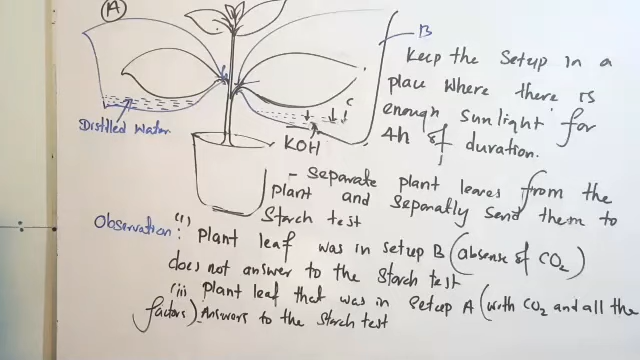 A
B
Keep the Setup in a
place where there is
enough sunlight for
4h of duration.
C
Distilled Water
KOH
- Separate plant leaves from the
plant and Separatly send them to
Starch test
Observation: (i) Plant leaf was in setup B (absense of CO2)
does not answer to the starch test
(ii) Plant leaf that was in Setup A (with CO2 and all the
factors) Answers to the Starch test